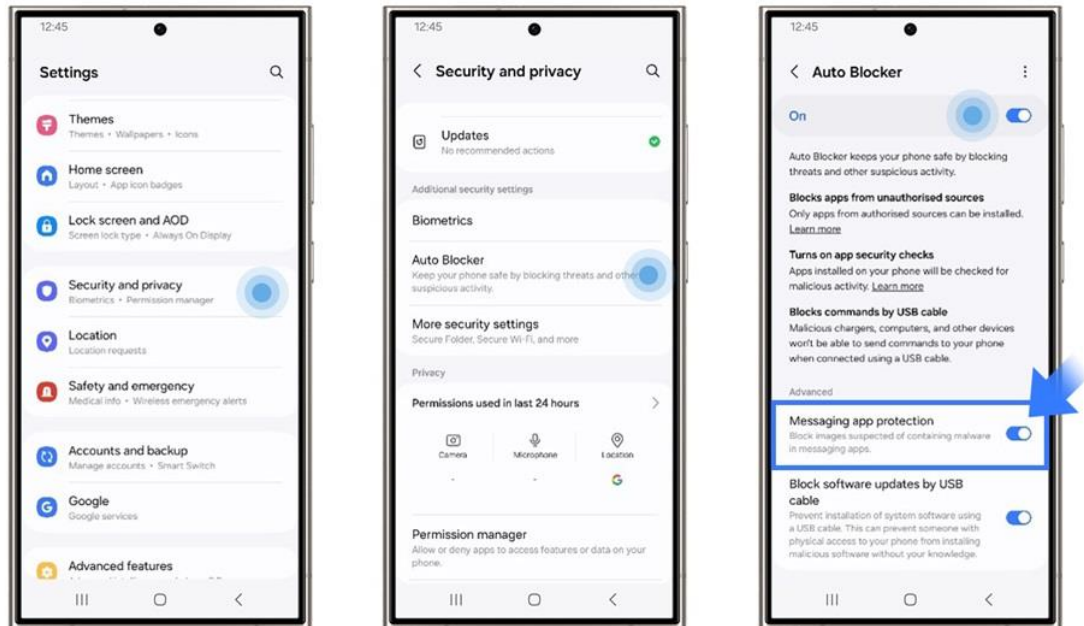 12:45
Settings
Themes
Themes • Wallpapers • Icons
Home screen
Layout • App icon badges
Lock screen and AOD
Screen lock type • Always On Display
Security and privacy
Biometrics • Permission manager
Location
Location requests
Safety and emergency
Medical info • Wireless emergency alerts
Accounts and backup
Manage accounts • Smart Switch
Google
Google services
Advanced features
12:45
Security and privacy
Updates
No recommended actions
Additional security settings
Biometrics
Auto Blocker
Keep your phone safe by blocking threats and other
suspicious activity.
More security settings
Secure Folder, Secure Wi-Fi, and more
Privacy
Permissions used in last 24 hours
Camera Microphone Location
- -
Permission manager
Allow or deny apps to access features or data on your
phone.
12:45
Auto Blocker
On
Auto Blocker keeps your phone safe by blocking
threats and other suspicious activity.
Blocks apps from unauthorised sources
Only apps from authorised sources can be installed.
Learn more
Turns on app security checks
Apps installed on your phone will be checked for
malicious activity. Learn more
Blocks commands by USB cable
Malicious chargers, computers, and other devices
won't be able to send commands to your phone
when connected using a USB cable.
Advanced
Messaging app protection
Block images suspected of containing malware
in messaging apps.
Block software updates by USB
cable
Prevent installation of system software using
a USB cable. This can prevent someone with
physical access to your phone from installing
malicious software without your knowledge.